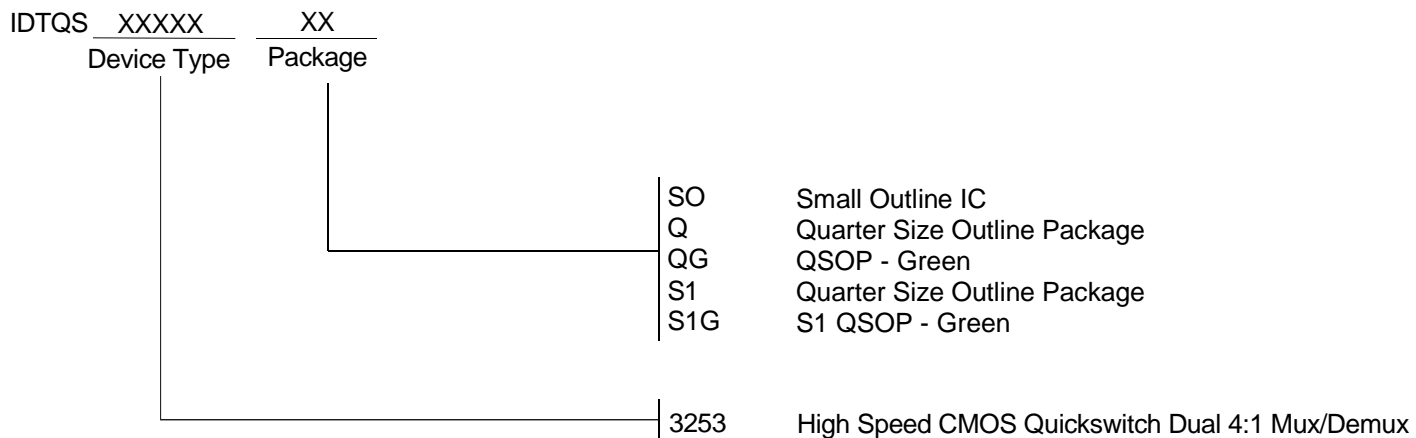 IDTQS XXXXX XX
Device Type Package
SO Small Outline IC
Q Quarter Size Outline Package
QG QSOP - Green
S1 Quarter Size Outline Package
S1G S1 QSOP - Green
3253 High Speed CMOS Quickswitch Dual 4:1 Mux/Demux